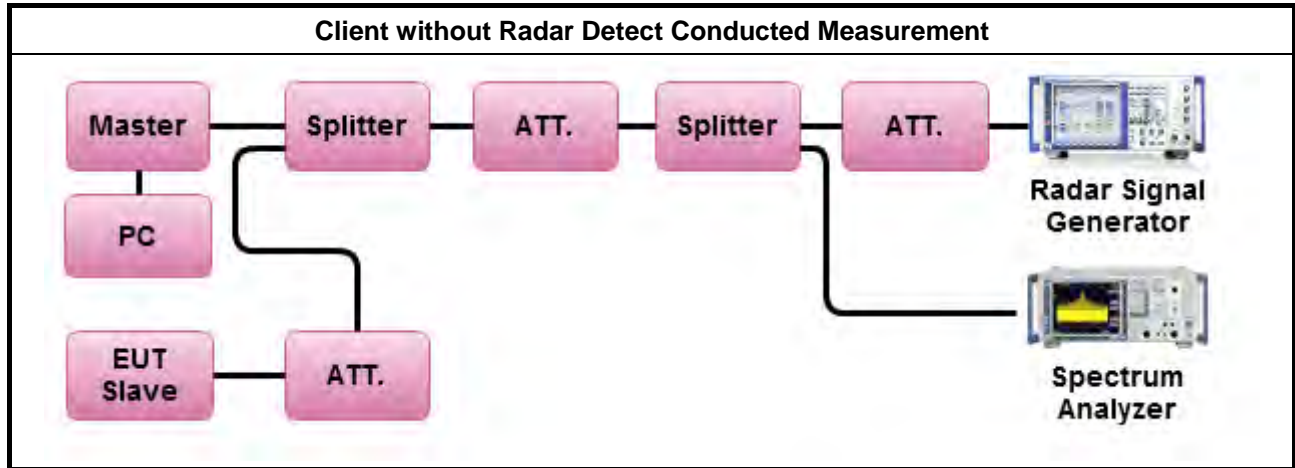 Client without Radar Detect Conducted Measurement
Master
Splitter
ATT.
Splitter
ATT.
Radar Signal
Generator
PC
EUT
Slave
ATT.
Spectrum
Analyzer